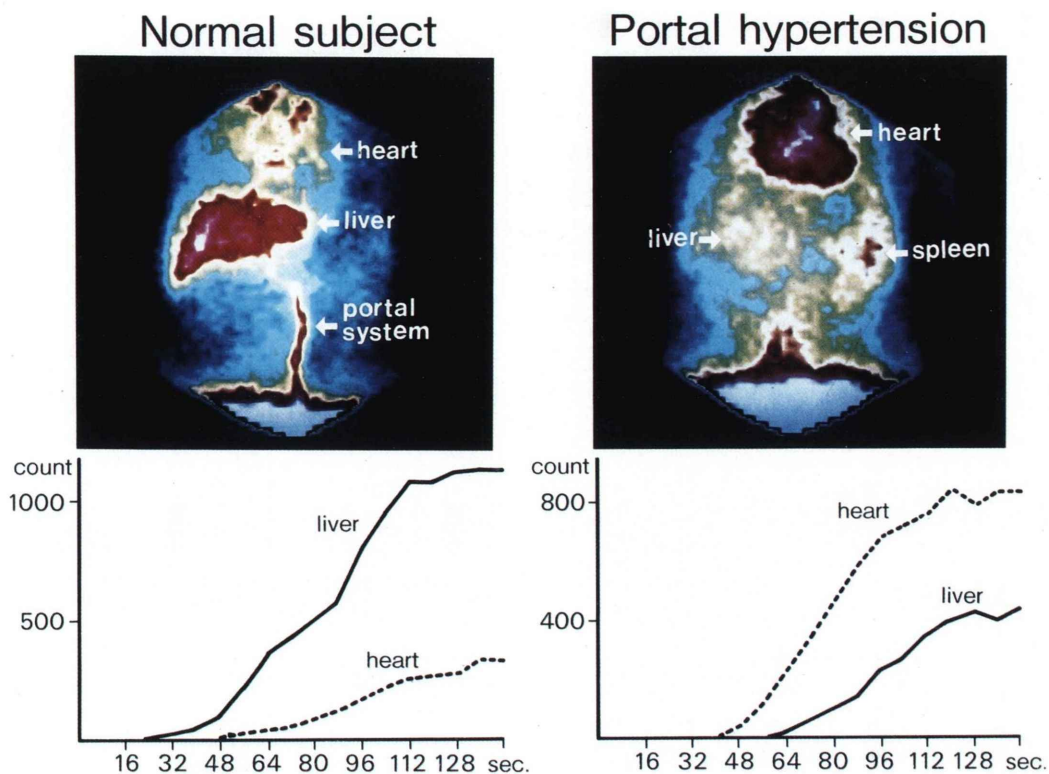 Normal subject
Portal hypertension
heart
liver
portal
system
heart
liver
spleen
count
1000
500
liver
heart
16 32 48 64 80 96 112 128 sec.
count
800
400
heart
liver
16 32 48 64 80 96 112 128 sec.